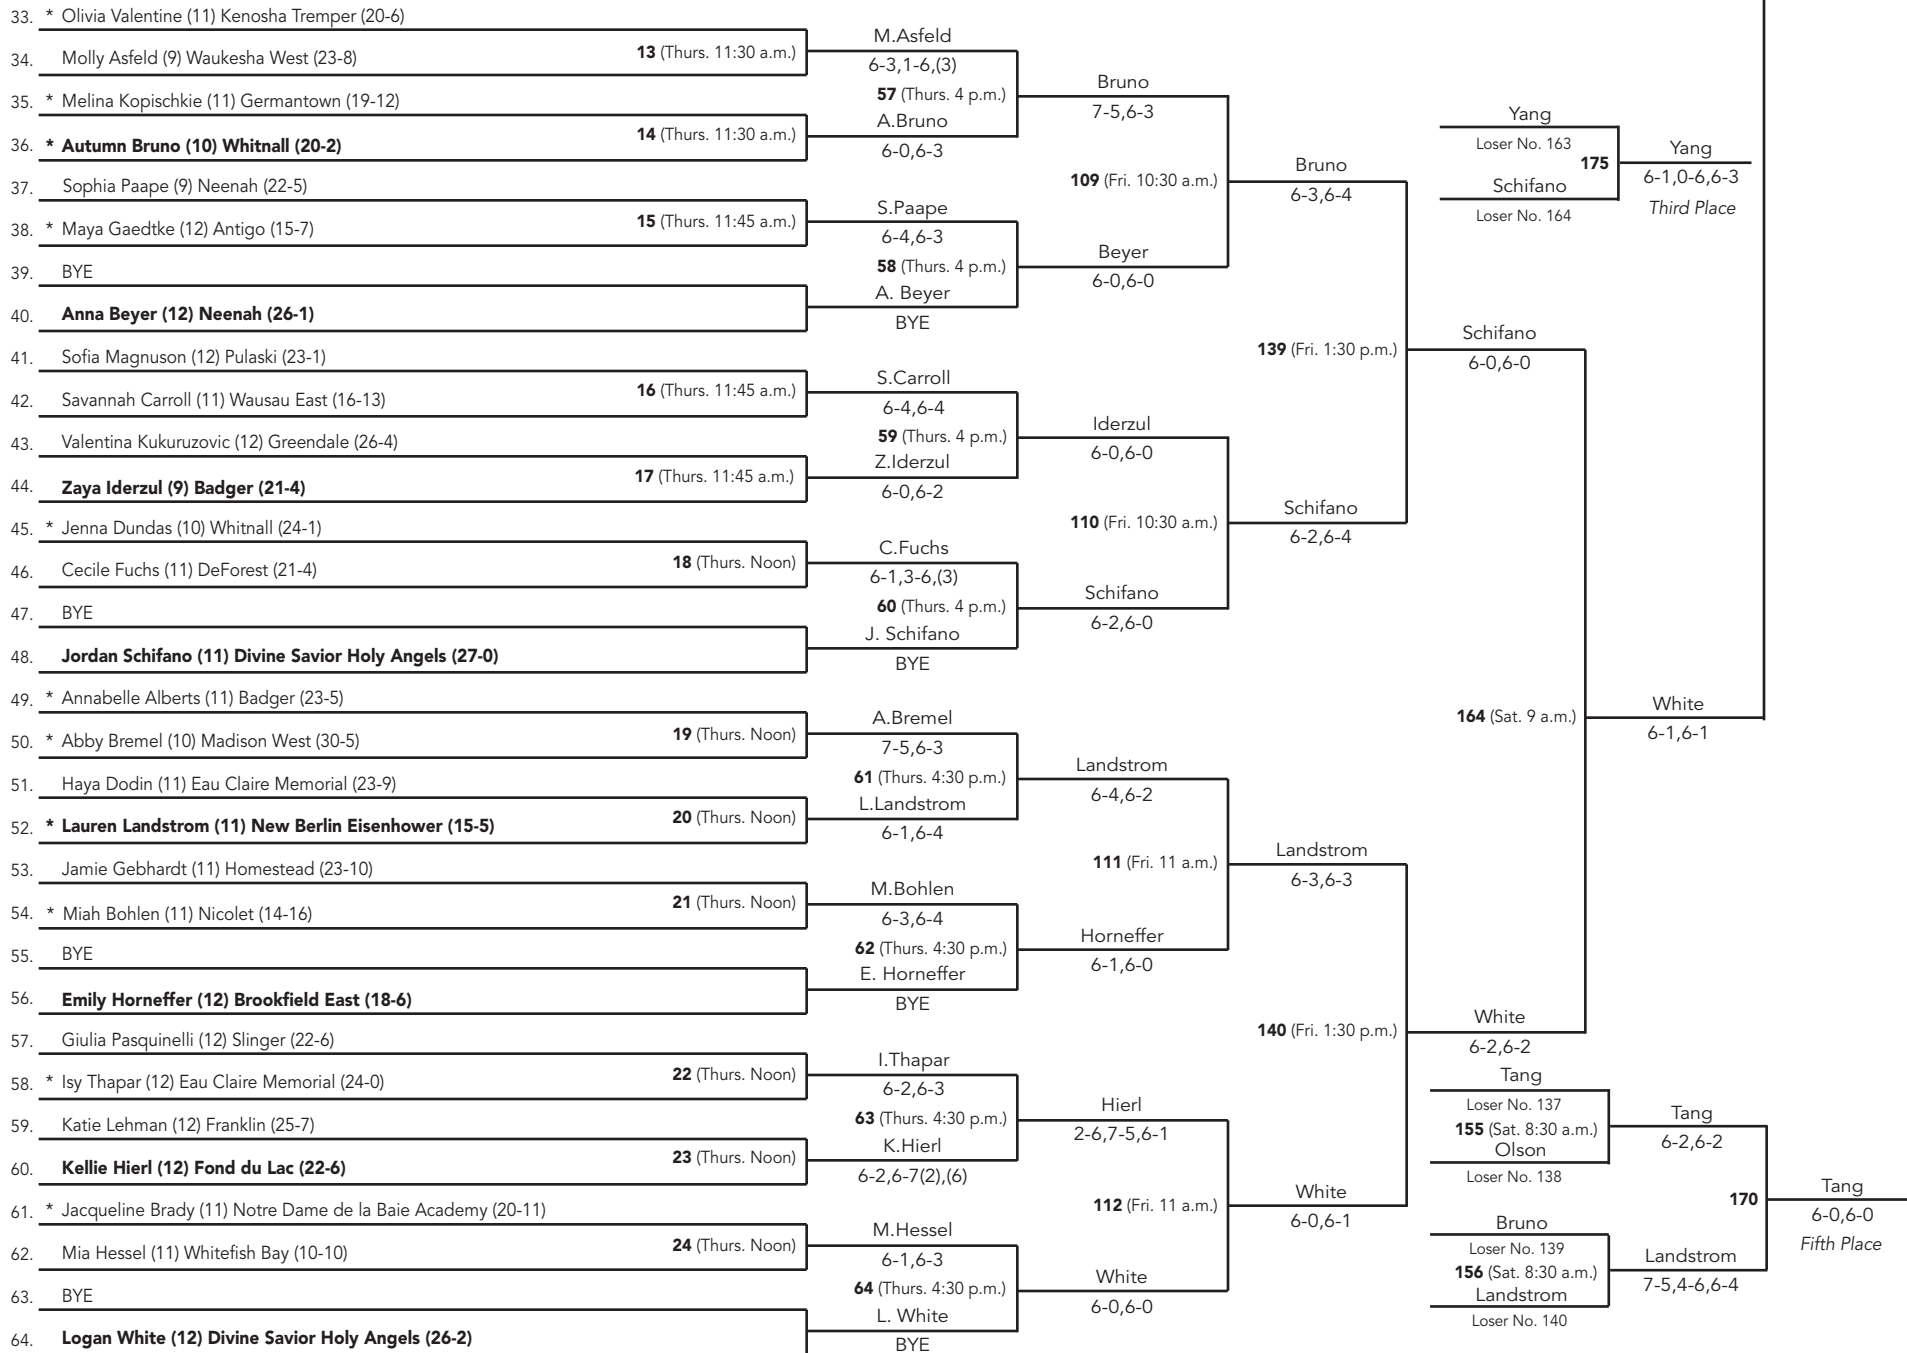 33. * Olivia Valentine (11) Kenosha Tremper (20-6)
13 (Thurs. 11:30 a.m.)
34. Molly Asfeld (9) Waukesha West (23-8)
35. * Melina Kopischkie (11) Germantown (19-12)
14 (Thurs. 11:30 a.m.)
36. * Autumn Bruno (10) Whitnall (20-2)
37. Sophia Paape (9) Neenah (22-5)
15 (Thurs. 11:45 a.m.)
38. * Maya Gaedtke (12) Antigo (15-7)
39. BYE
40. Anna Beyer (12) Neenah (26-1)
41. Sofia Magnuson (12) Pulaski (23-1)
16 (Thurs. 11:45 a.m.)
42. Savannah Carroll (11) Wausau East (16-13)
43. Valentina Kukuruzovic (12) Greendale (26-4)
17 (Thurs. 11:45 a.m.)
44. Zaya Iderzul (9) Badger (21-4)
45. * Jenna Dundas (10) Whitnall (24-1)
18 (Thurs. Noon)
46. Cecile Fuchs (11) DeForest (21-4)
47. BYE
48. Jordan Schifano (11) Divine Savior Holy Angels (27-0)
49. * Annabelle Alberts (11) Badger (23-5)
19 (Thurs. Noon)
50. * Abby Bremel (10) Madison West (30-5)
51. Haya Dodin (11) Eau Claire Memorial (23-9)
20 (Thurs. Noon)
52. * Lauren Landstrom (11) New Berlin Eisenhower (15-5)
53. Jamie Gebhardt (11) Homestead (23-10)
21 (Thurs. Noon)
54. * Miah Bohlen (11) Nicolet (14-16)
55. BYE
56. Emily Horneffer (12) Brookfield East (18-6)
57. Giulia Pasquinelli (12) Slinger (22-6)
22 (Thurs. Noon)
58. * Isy Thapar (12) Eau Claire Memorial (24-0)
59. Katie Lehman (12) Franklin (25-7)
23 (Thurs. Noon)
60. Kellie Hierl (12) Fond du Lac (22-6)
61. * Jacqueline Brady (11) Notre Dame de la Baie Academy (20-11)
24 (Thurs. Noon)
62. Mia Hessel (11) Whitefish Bay (10-10)
63. BYE
64. Logan White (12) Divine Savior Holy Angels (26-2)
M.Asfeld
6-3,1-6,(3)
57 (Thurs. 4 p.m.)
A.Bruno
6-0,6-3
S.Paape
6-4,6-3
58 (Thurs. 4 p.m.)
A. Beyer
BYE
S.Carroll
6-4,6-4
59 (Thurs. 4 p.m.)
Z.Iderzul
6-0,6-2
C.Fuchs
6-1,3-6,(3)
60 (Thurs. 4 p.m.)
J. Schifano
BYE
A.Bremel
7-5,6-3
61 (Thurs. 4:30 p.m.)
L.Landstrom
6-1,6-4
M.Bohlen
6-3,6-4
62 (Thurs. 4:30 p.m.)
E. Horneffer
BYE
I.Thapar
6-2,6-3
63 (Thurs. 4:30 p.m.)
K.Hierl
6-2,6-7(2),(6)
M.Hessel
6-1,6-3
64 (Thurs. 4:30 p.m.)
L. White
BYE
Bruno
7-5,6-3
109 (Fri. 10:30 a.m.)
Beyer
6-0,6-0
Iderzul
6-0,6-0
110 (Fri. 10:30 a.m.)
Schifano
6-2,6-0
Landstrom
6-4,6-2
111 (Fri. 11 a.m.)
Horneffer
6-1,6-0
Hierl
2-6,7-5,6-1
112 (Fri. 11 a.m.)
White
6-0,6-0
Bruno
6-3,6-4
139 (Fri. 1:30 p.m.)
Schifano
6-2,6-4
Landstrom
6-3,6-3
140 (Fri. 1:30 p.m.)
White
6-0,6-1
Schifano
6-0,6-0
164 (Sat. 9 a.m.)
White
6-2,6-2
White
6-1,6-1
Yang
Loser No. 163
175
Schifano
Loser No. 164
Yang
6-1,0-6,6-3
Third Place
Tang
Loser No. 137
155 (Sat. 8:30 a.m.)
Olson
Loser No. 138
Bruno
Loser No. 139
156 (Sat. 8:30 a.m.)
Landstrom
Loser No. 140
Tang
6-2,6-2
170
Landstrom
7-5,4-6,6-4
Tang
6-0,6-0
Fifth Place